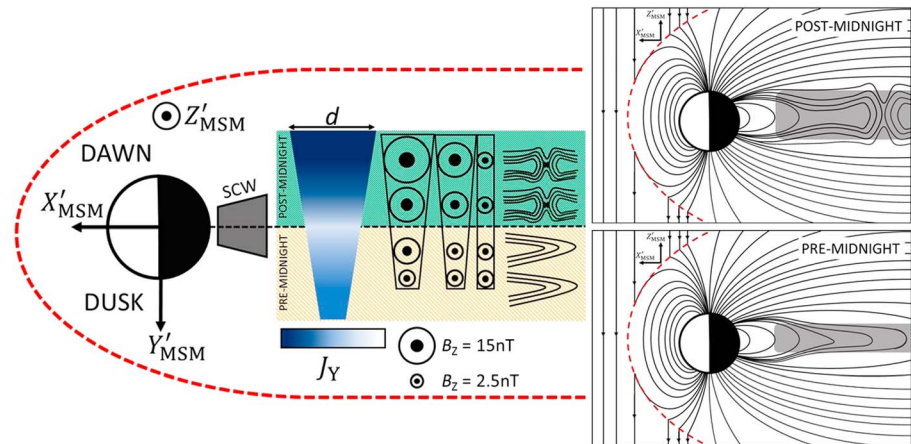 Z′MSM
DAWN
X′MSM
DUSK
Y′MSM
SCW
d
POST-MIDNIGHT
PRE-MIDNIGHT
JY
BZ = 15nT
BZ = 2.5nT
Z′MSM
X′MSM
POST-MIDNIGHT
Z′MSM
X′MSM
PRE-MIDNIGHT